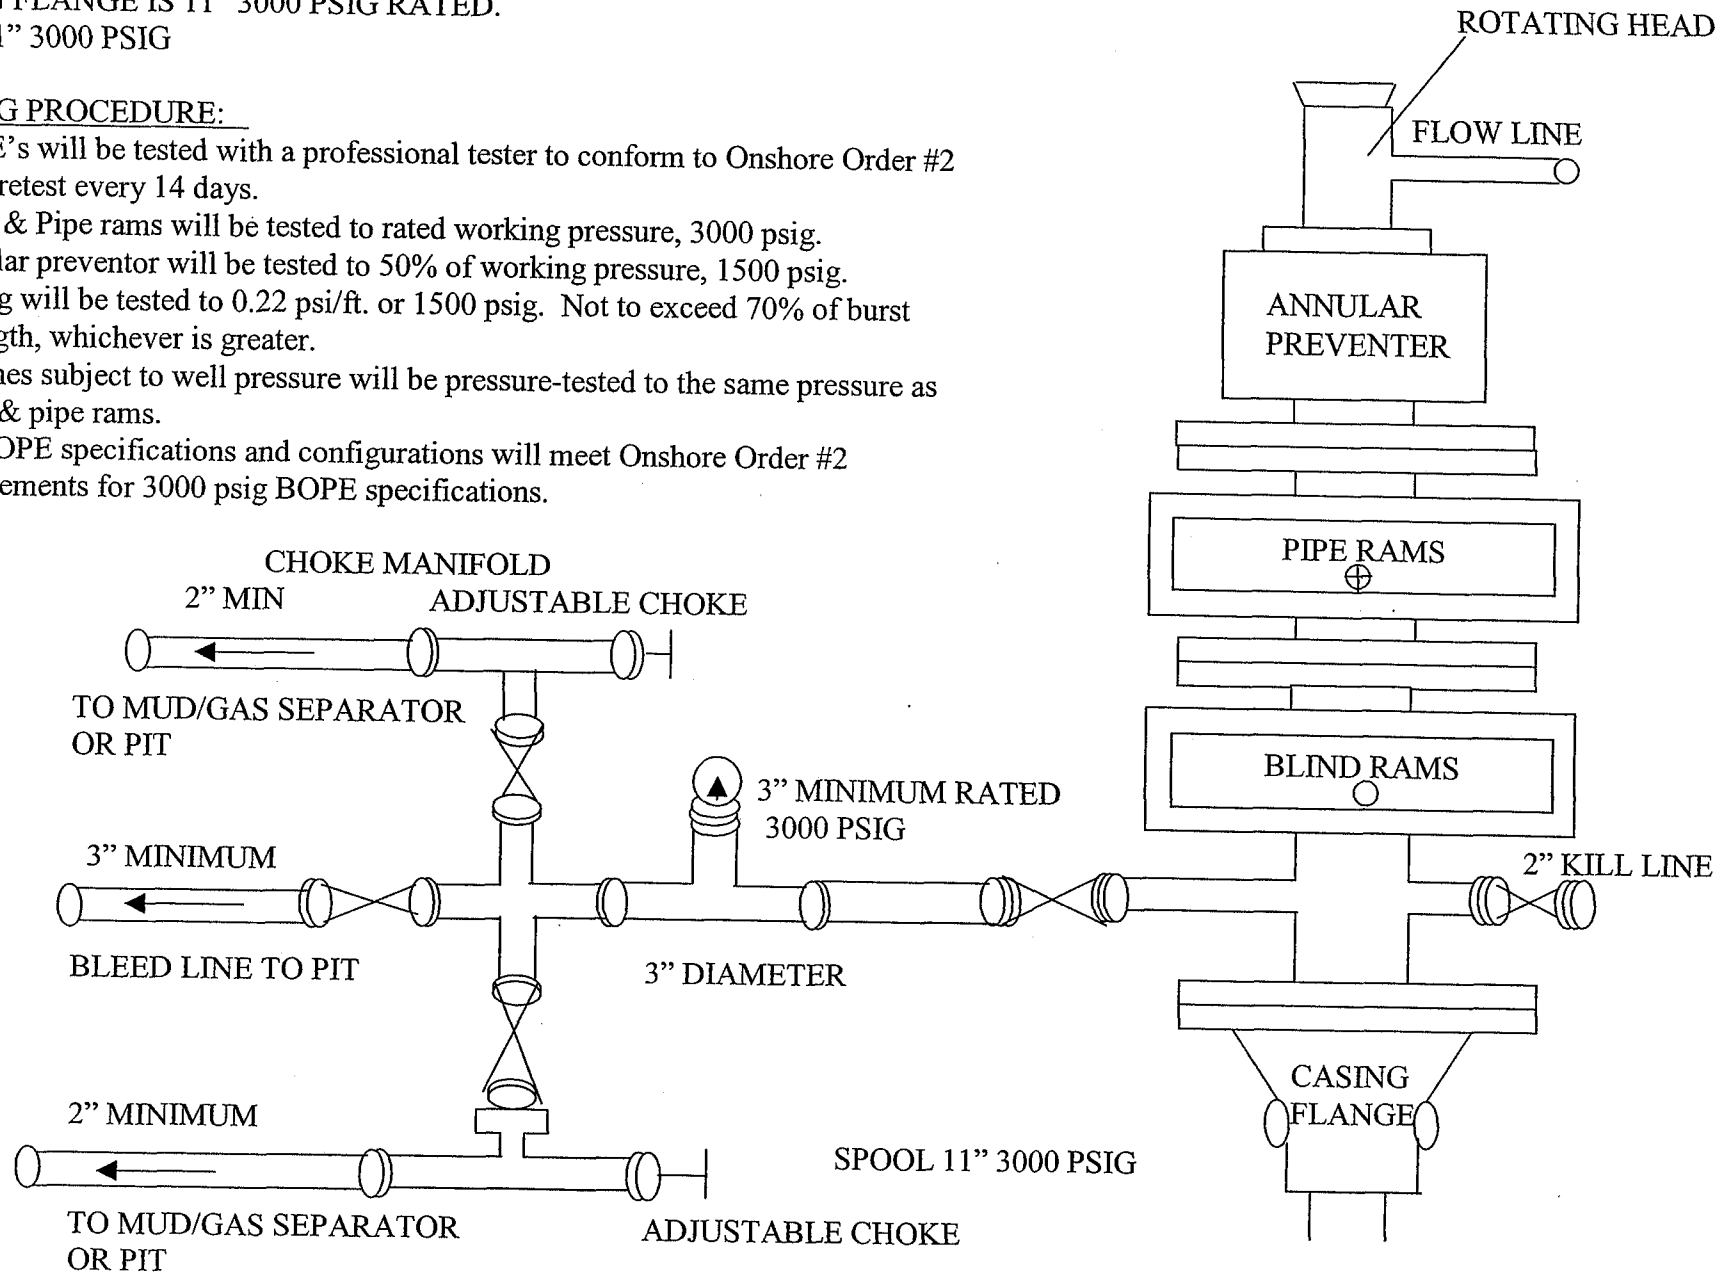 FLANGE IS 11" 3000 PSIG RATED.
1” 3000 PSIG
G PROCEDURE:
E’s will be tested with a professional tester to conform to Onshore Order #2
retest every 14 days.
& Pipe rams will be tested to rated working pressure, 3000 psig.
lar preventor will be tested to 50% of working pressure, 1500 psig.
g will be tested to 0.22 psi/ft. or 1500 psig. Not to exceed 70% of burst
gth, whichever is greater.
nes subject to well pressure will be pressure-tested to the same pressure as
& pipe rams.
OPE specifications and configurations will meet Onshore Order #2
ements for 3000 psig BOPE specifications.
ROTATING HEAD
FLOW LINE
ANNULAR
PREVENTER
PIPE RAMS
BLIND RAMS
2” KILL LINE
CASING
FLANGE
CHOKE MANIFOLD
2” MIN
ADJUSTABLE CHOKE
TO MUD/GAS SEPARATOR
OR PIT
3” MINIMUM RATED
3000 PSIG
3” MINIMUM
BLEED LINE TO PIT
3” DIAMETER
2” MINIMUM
SPOOL 11” 3000 PSIG
TO MUD/GAS SEPARATOR
OR PIT
ADJUSTABLE CHOKE